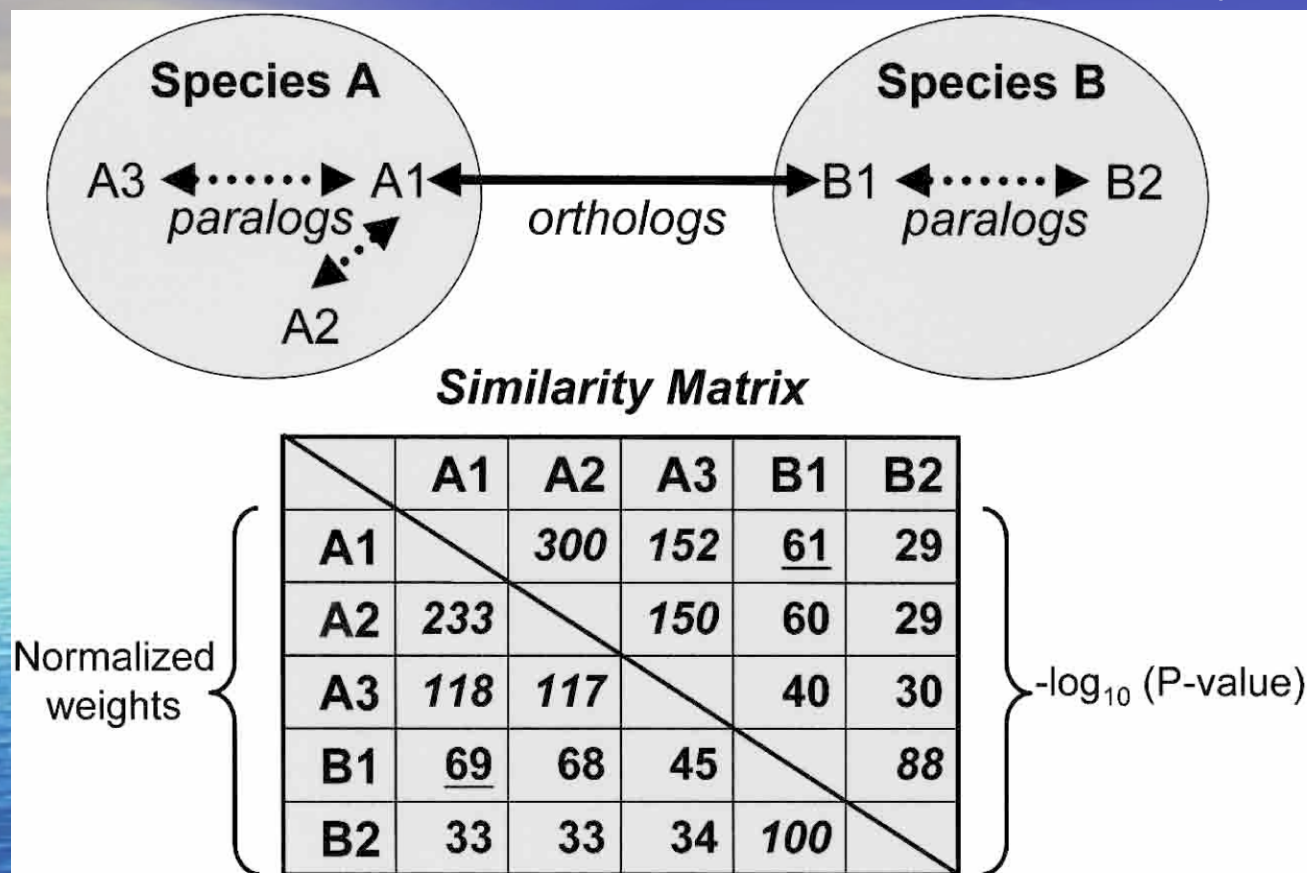 Species A
Species B
A3 A1 B1 B2
paralogs orthologs paralogs
A2
Similarity Matrix
A1 A2 A3 B1 B2
A1 300 152 61 29
A2 233 150 60 29
A3 118 117 40 30
B1 69 68 45 88
B2 33 33 34 100
Normalized
weights
-log₁₀ (P-value)